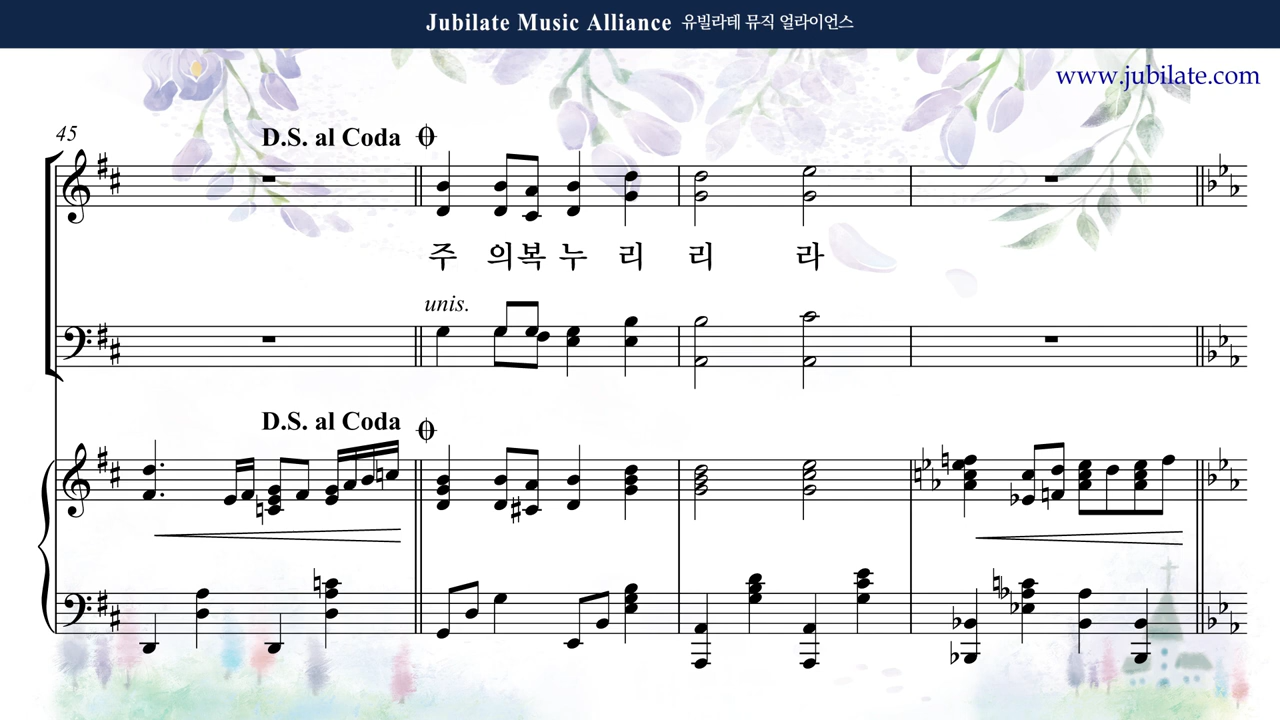 Jubilate Music Alliance 유빌라테 뮤직 얼라이언스
www.jubilate.com
45
D.S. al Coda
주 의 복 누 리 리 라
unis.
D.S. al Coda